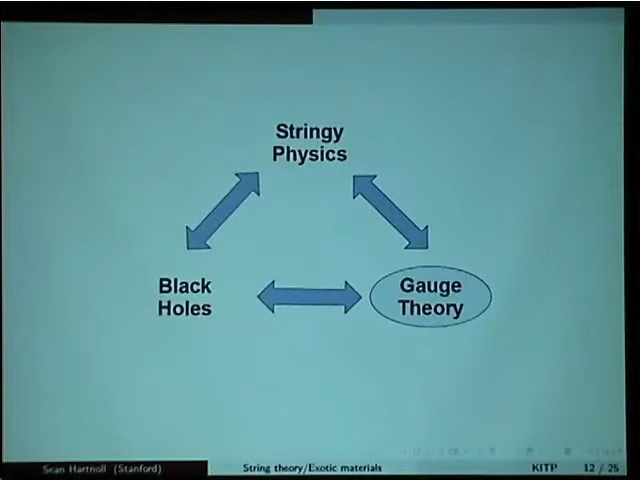 Stringy
Physics
Black
Holes
Gauge
Theory
Sean Hartnoll (Stanford)
String theory/Exotic materials
KITP
12 / 25